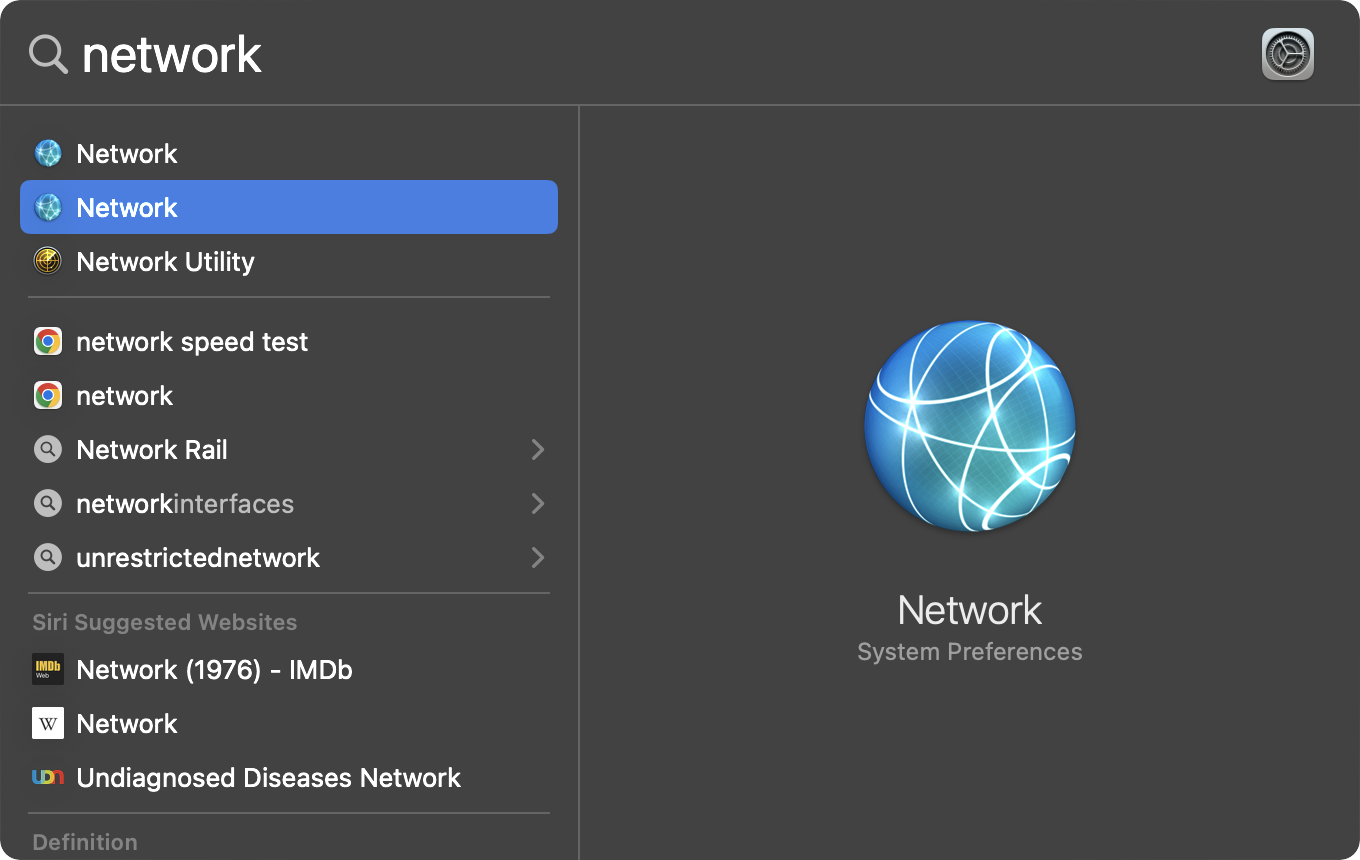 network
Network
Network
Network Utility
network speed test
network
Network Rail
networkinterfaces
unrestrictednetwork
Siri Suggested Websites
IMDb
Web
Network (1976) - IMDb
W
Network
UDN
Undiagnosed Diseases Network
Definition
Network
System Preferences